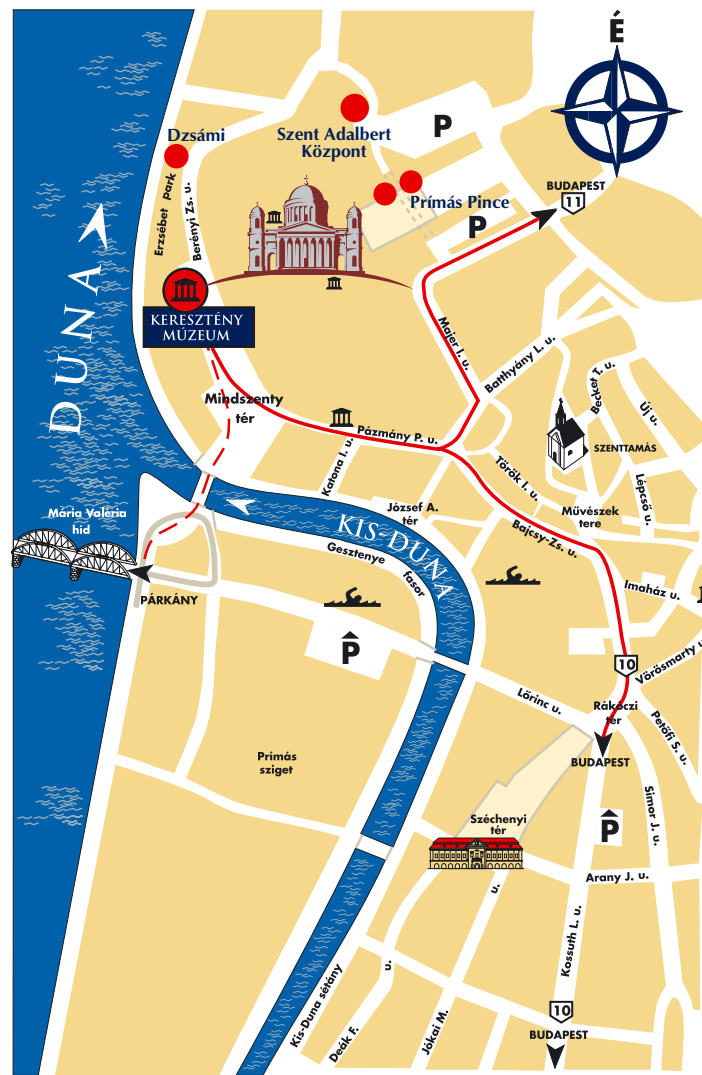 É
Dzsámi
Szent Adalbert
Központ
P
Erzsébet park
Berényi Zs. u.
Prímás Pince
P
BUDAPEST
11
DUNA
KERESZTÉNY
MÚZEUM
Majer I. u.
Batthyány L. u.
Becket T. u.
Új u.
Mindszenty
tér
Pázmány P. u.
Katona I. u.
SZENTTAMÁS
Török I. u.
Lépcső u.
József A.
tér
Művészek
tere
Bajcsy-Zs. u.
Mária Valéria
híd
KIS-DUNA
Gesztenye fasor
Imaház u.
PÁRKÁNY
P
10
Vörösmarty u
Lőrinc u.
Rákóczi
tér
Petőfi S. u.
BUDAPEST
Prímás
sziget
Széchenyi
tér
P
Simor J. u.
Arany J. u.
u.
Kossuth L. u.
u.
Kis-Duna sétány
Deák F.
Jókai M.
10
BUDAPEST